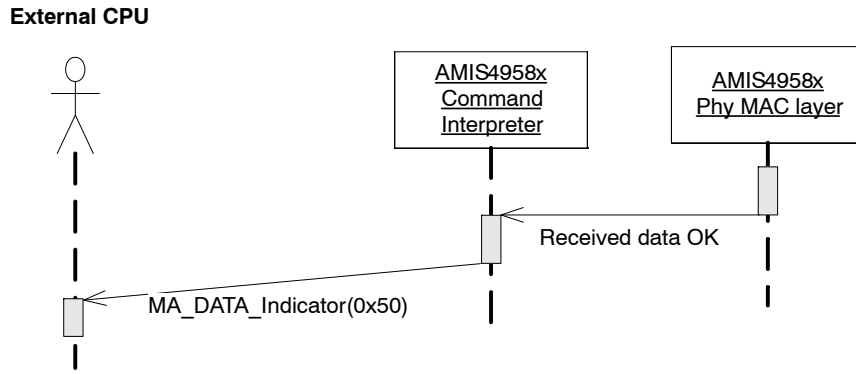 External CPU
AMIS4958x
Command
Interpreter
AMIS4958x
Phy MAC layer
Received data OK
MA_DATA_Indicator(0x50)